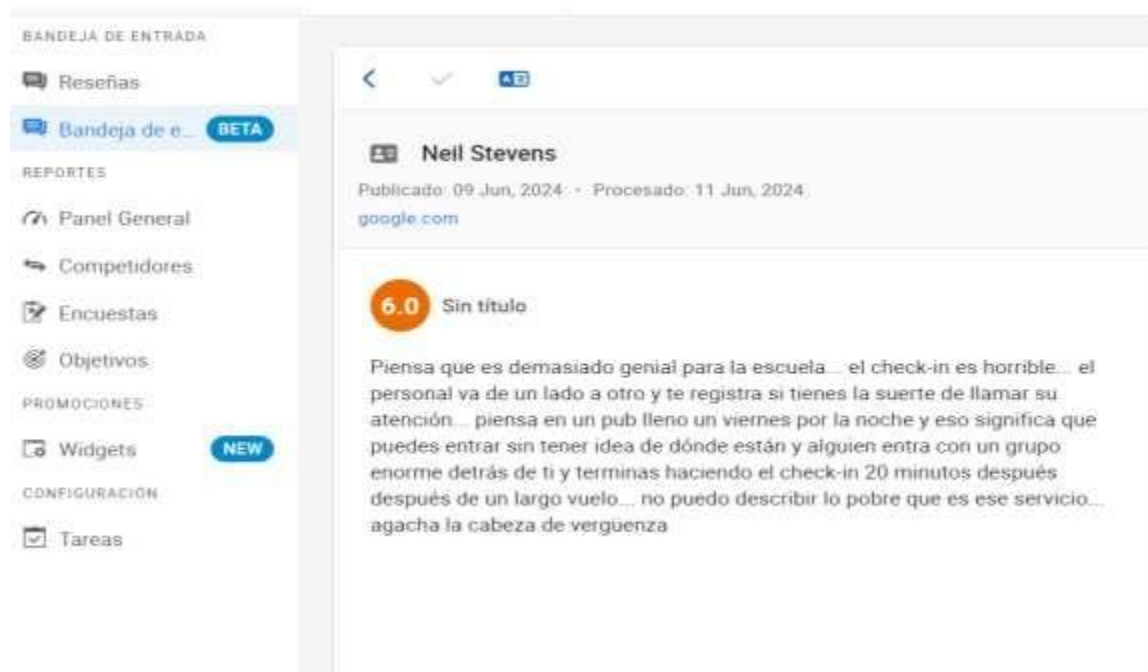 BANDEJA DE ENTRADA
Reseñas
Bandeja de e... BETA
REPORTES
Panel General
Competidores
Encuestas
Objetivos
PROMOCIONES
Widgets NEW
CONFIGURACIÓN
Tareas
Neil Stevens
Publicado: 09 Jun, 2024 - Procesado: 11 Jun, 2024
google.com
6.0 Sin título
Piensa que es demasiado genial para la escuela... el check-in es horrible... el
personal va de un lado a otro y te registra si tienes la suerte de llamar su
atención... piensa en un pub lleno un viernes por la noche y eso significa que
puedes entrar sin tener idea de dónde están y alguien entra con un grupo
enorme detrás de ti y terminas haciendo el check-in 20 minutos después
después de un largo vuelo... no puedo describir lo pobre que es ese servicio...
agacha la cabeza de vergüenza